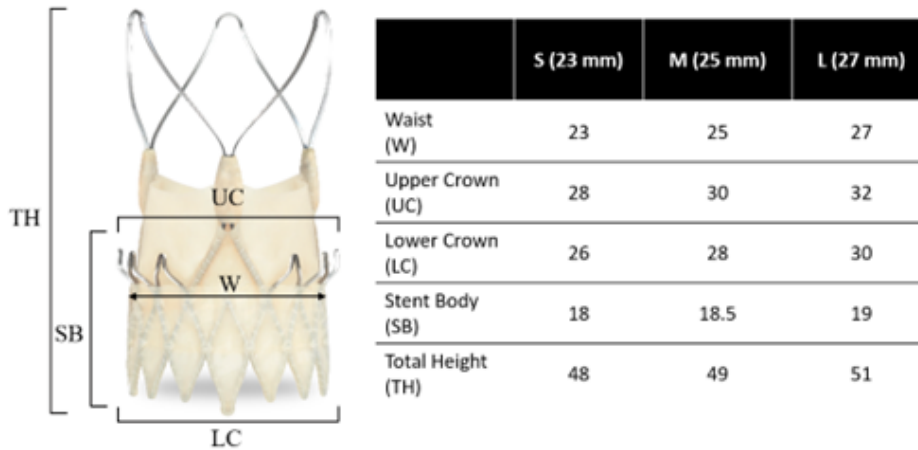 TH
SB
UC
W
LC
S (23 mm) M (25 mm) L (27 mm)
Waist
(W) 23 25 27
Upper Crown
(UC) 28 30 32
Lower Crown
(LC) 26 28 30
Stent Body
(SB) 18 18.5 19
Total Height
(TH) 48 49 51